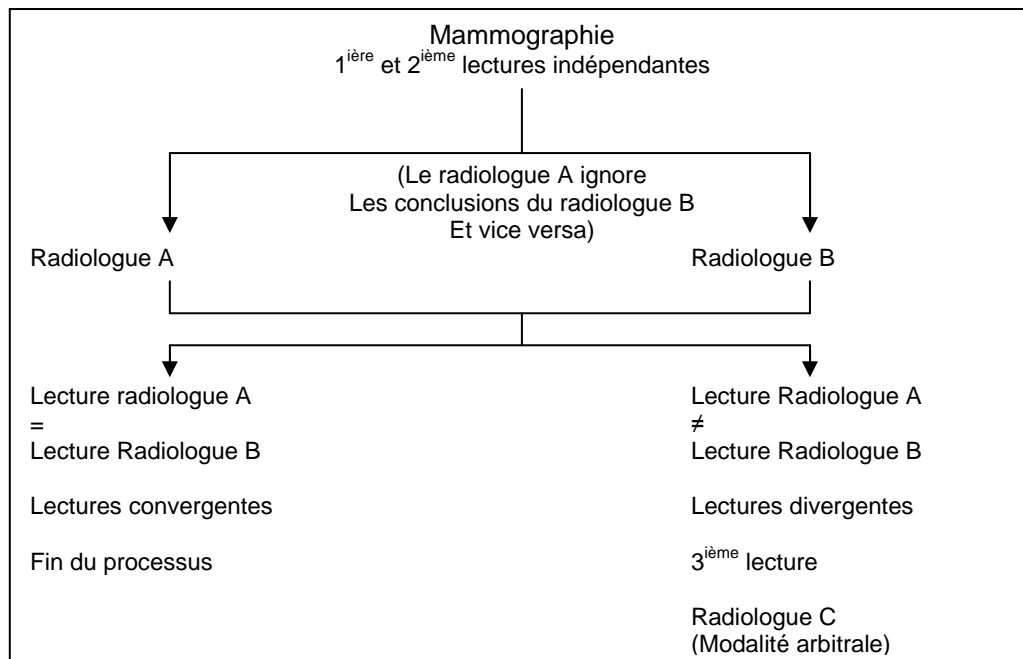 Mammographie
1ière et 2ième lectures indépendantes
(Le radiologue A ignore
Les conclusions du radiologue B
Et vice versa)
Radiologue A
Radiologue B
Lecture radiologue A
=
Lecture Radiologue B
Lectures convergentes
Fin du processus
Lecture Radiologue A
≠
Lecture Radiologue B
Lectures divergentes
3ième lecture
Radiologue C
(Modalité arbitrale)